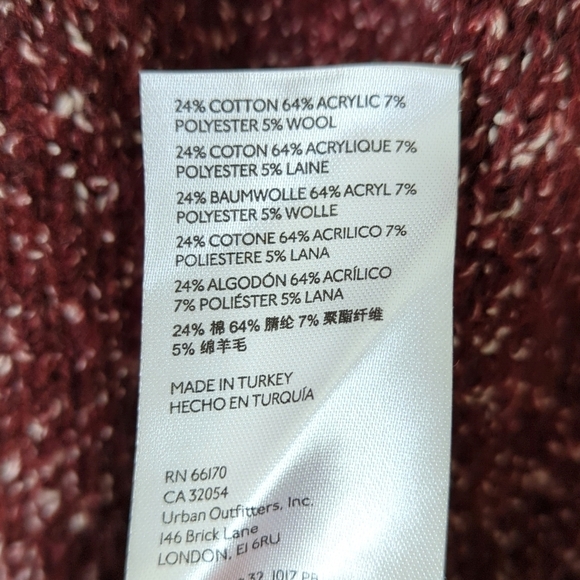 24% COTTON 64% ACRYLIC 7%
POLYESTER 5% WOOL
24% COTON 64% ACRYLIQUE 7%
POLYESTER 5% LAINE
24% BAUMWOLLE 64% ACRYL 7%
POLYESTER 5% WOLLE
24% COTONE 64% ACRILICO 7%
POLIESTERE 5% LANA
24% ALGODÓN 64% ACRÍLICO
7% POLIÉSTER 5% LANA
24% 棉 64% 腈纶 7% 聚酯纤维
5% 绵羊毛
MADE IN TURKEY
HECHO EN TURQUÍA
RN 66170
CA 32054
Urban Outfitters, Inc.
146 Brick Lane
LONDON, E1 6RU
32 1017